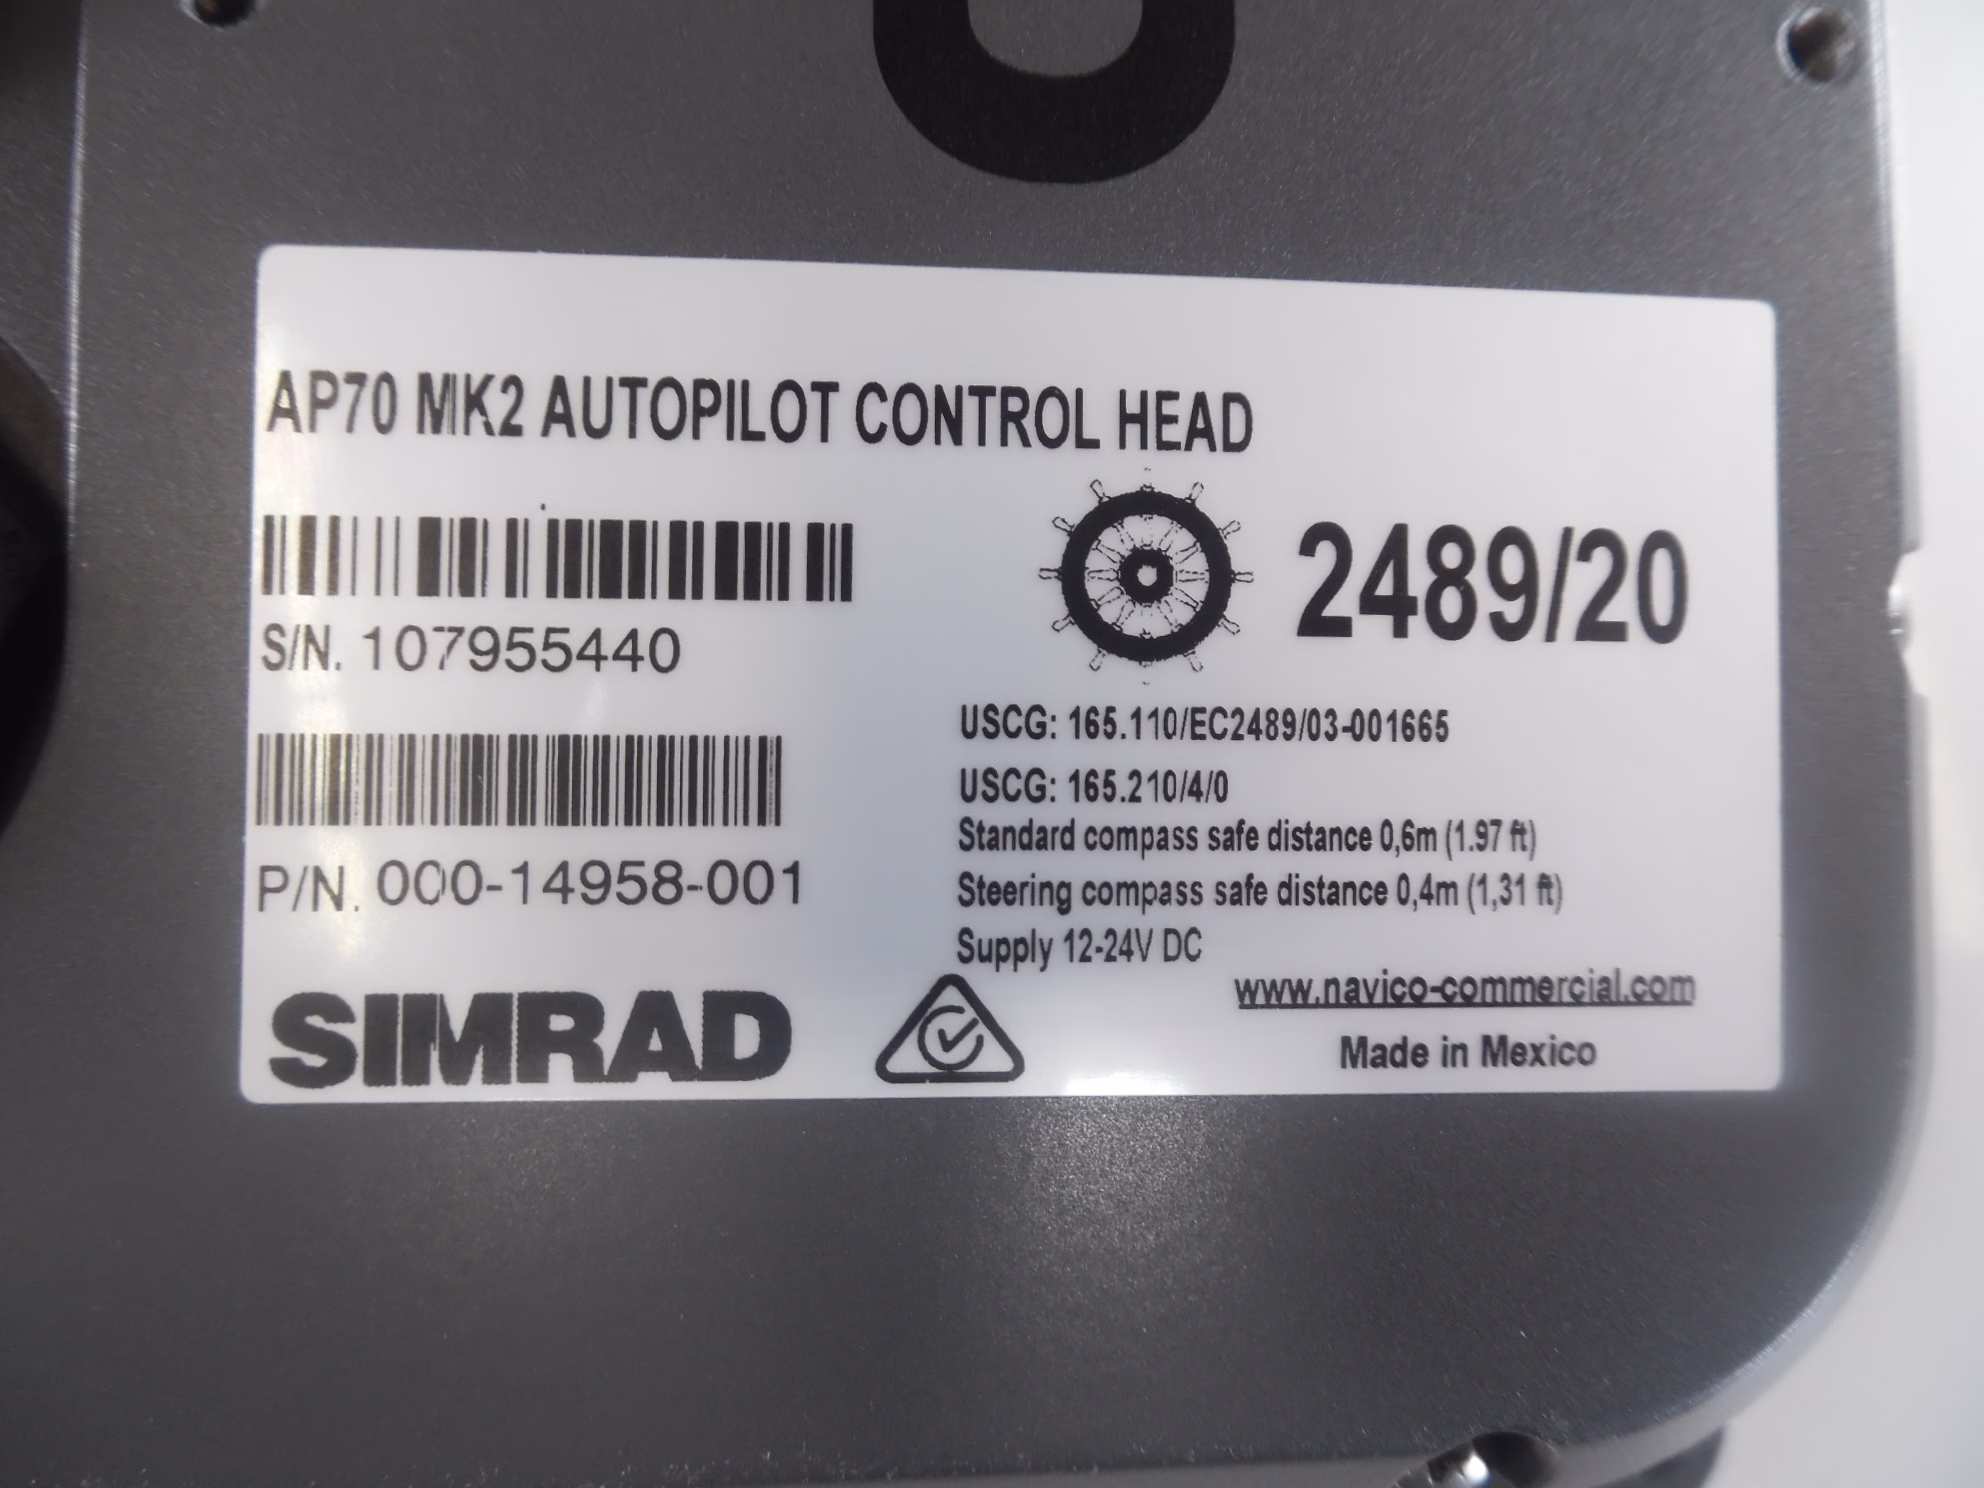 AP70 MK2 AUTOPILOT CONTROL HEAD
2489/20
S/N. 107955440
P/N. 000-14958-001
USCG: 165.110/EC2489/03-001665
USCG: 165.210/4/0
Standard compass safe distance 0,6m (1.97 ft)
Steering compass safe distance 0,4m (1,31 ft)
Supply 12-24V DC
SIMRAD
www.navico-commercial.com
Made in Mexico